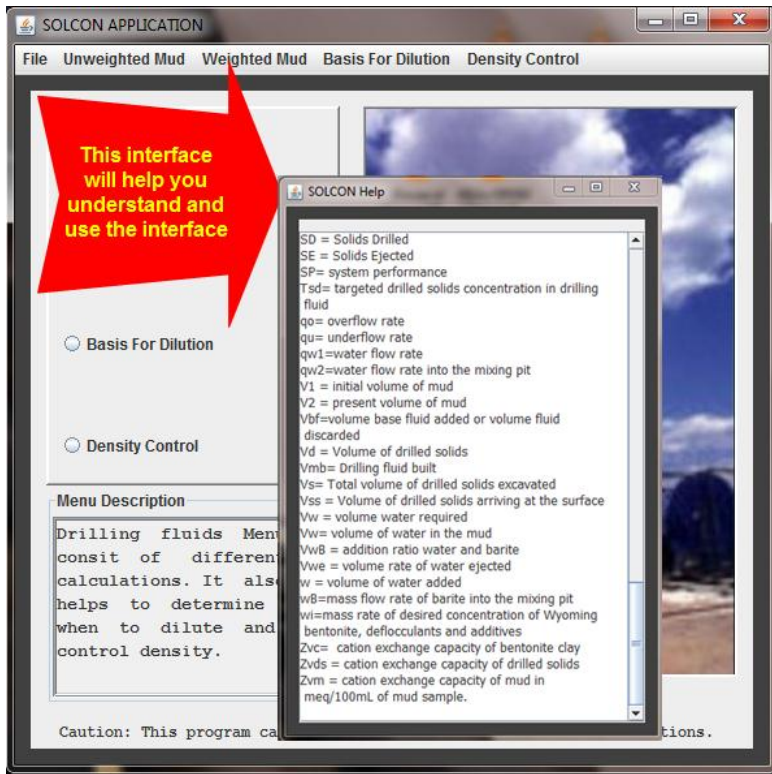 SOLCON APPLICATION
File Unweighted Mud Weighted Mud Basis For Dilution Density Control
This interface
will help you
understand and
use the interface
Basis For Dilution
Density Control
Menu Description
Drilling fluids Men
consit of differen
calculations. It als
helps to determine
when to dilute and
control density.
SOLCON Help
SD = Solids Drilled
SE = Solids Ejected
SP= system performance
Tsd= targeted drilled solids concentration in drilling
fluid
qo= overflow rate
qu= underflow rate
qw1=water flow rate
qw2=water flow rate into the mixing pit
V1 = initial volume of mud
V2 = present volume of mud
Vbf=volume base fluid added or volume fluid
discarded
Vd = Volume of drilled solids
Vmb= Drilling fluid built
Vs= Total volume of drilled solids excavated
Vss = Volume of drilled solids arriving at the surface
Vw = volume water required
Vw= volume of water in the mud
VwB = addition ratio water and barite
Vwe = volume rate of water ejected
w = volume of water added
wB=mass flow rate of barite into the mixing pit
wi=mass rate of desired concentration of Wyoming
bentonite, deflocculants and additives
Zvc= cation exchange capacity of bentonite clay
Zvds = cation exchange capacity of drilled solids
Zvm = cation exchange capacity of mud in
meq/100mL of mud sample.
Caution: This program ca tions.